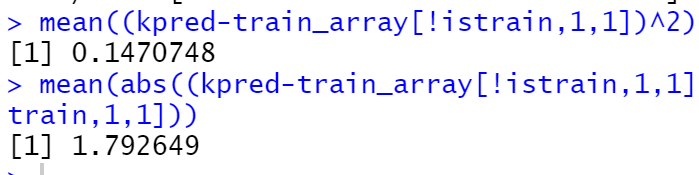 > mean((kpred-train_array[!istrain,1,1])^2)
[1] 0.1470748
> mean(abs((kpred-train_array[!istrain,1,1]
train,1,1]))
[1] 1.792649
>